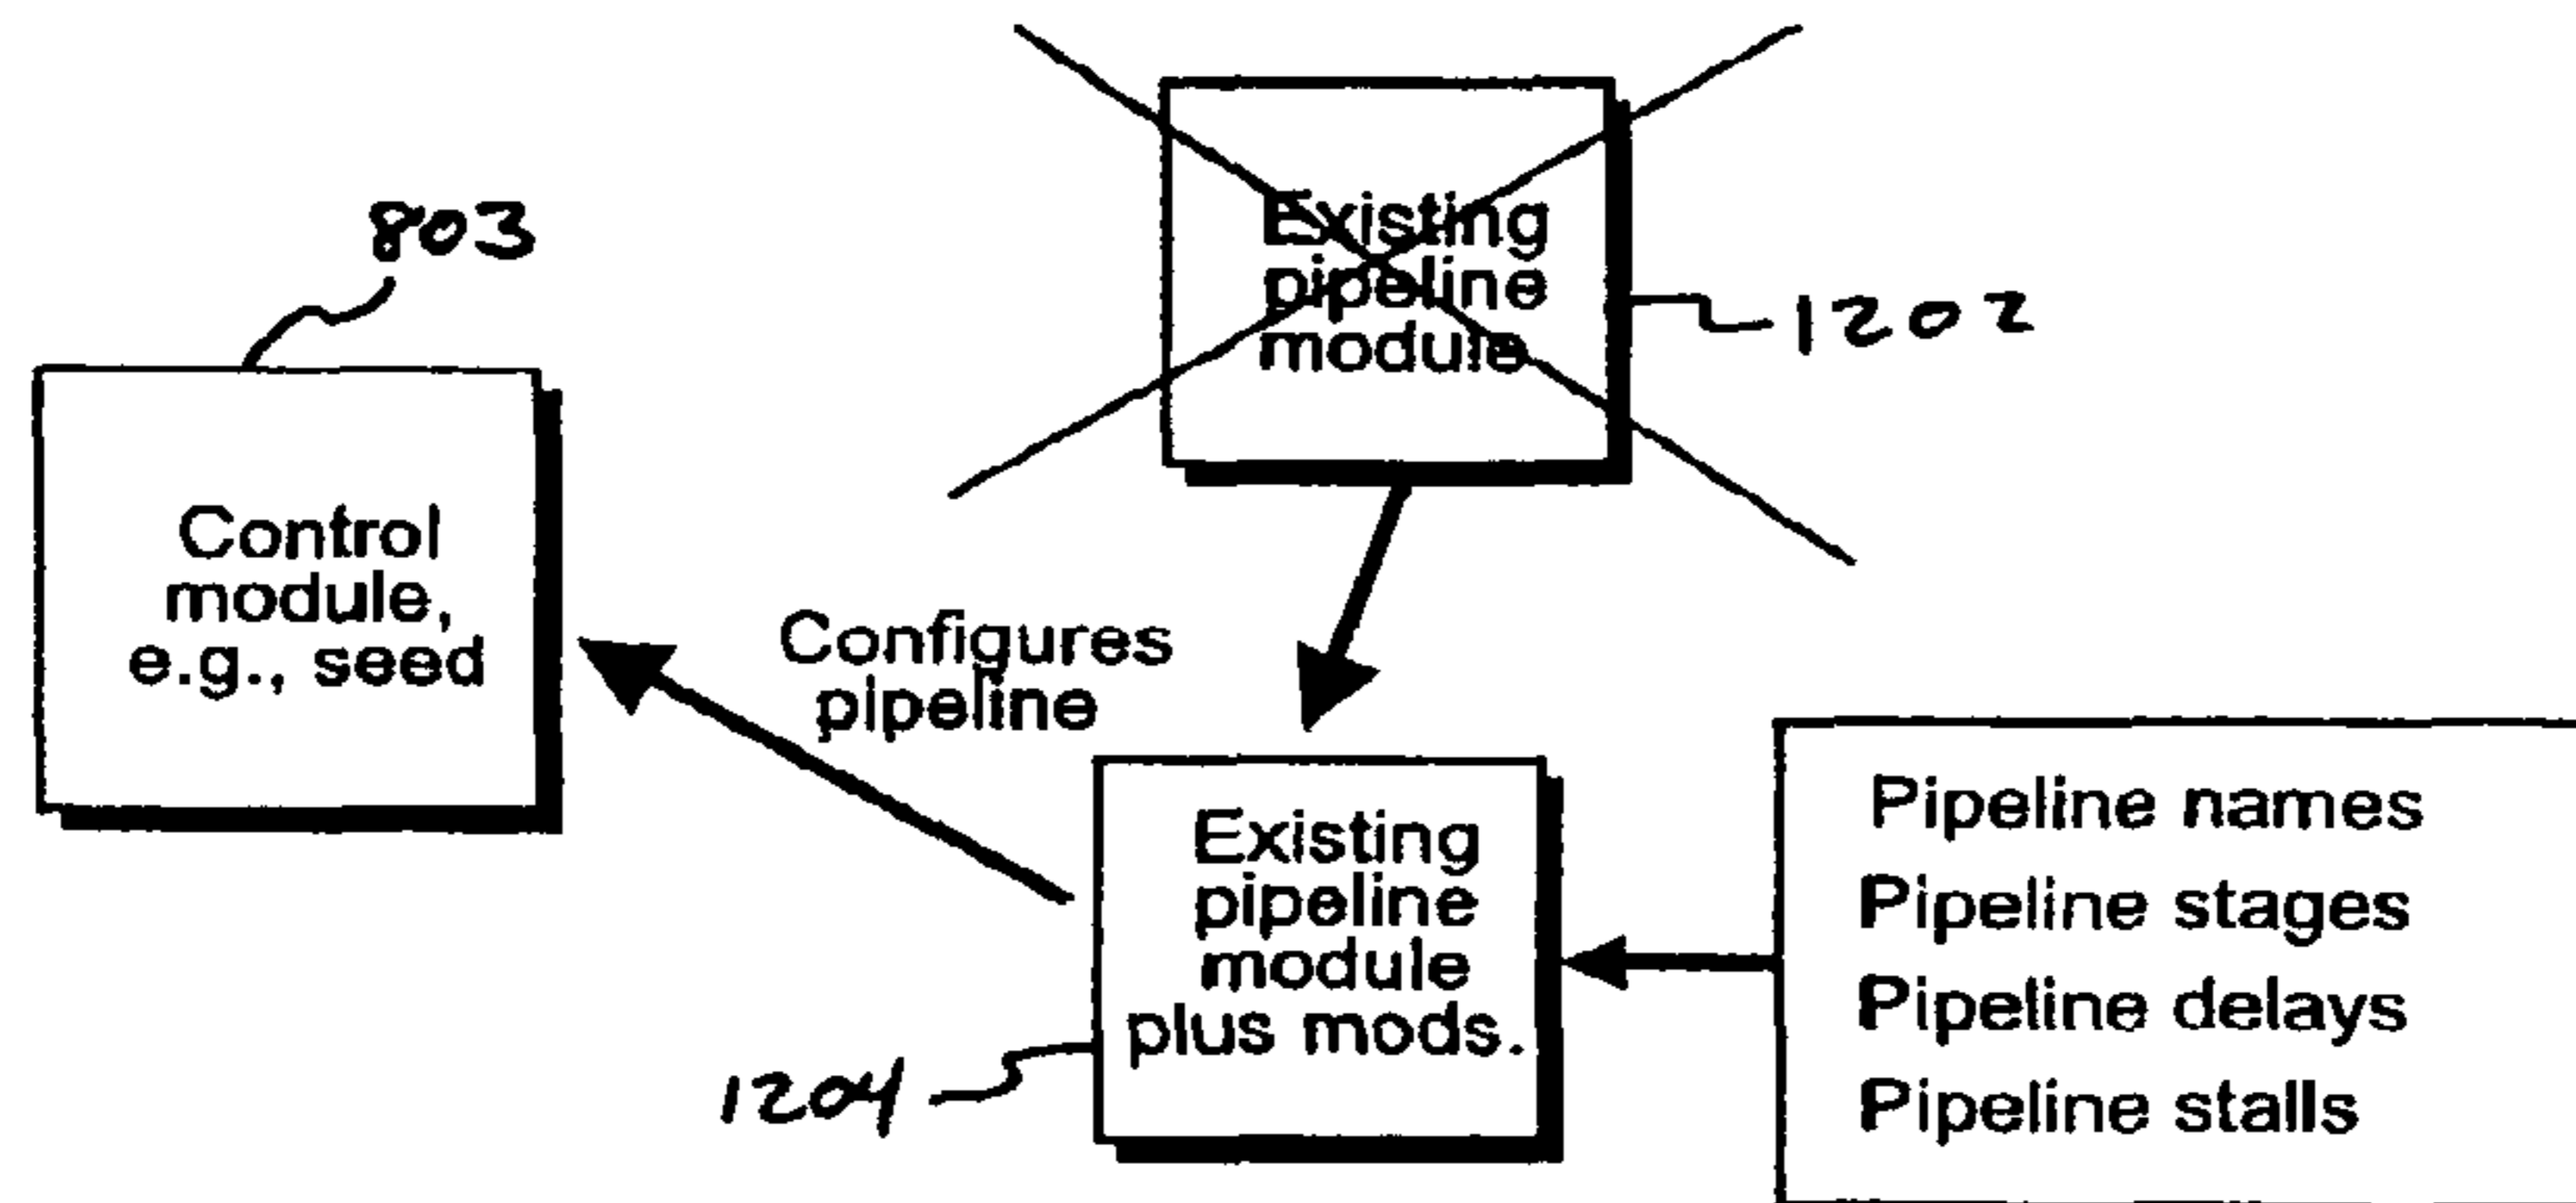 803
Existing
pipeline
module
1202
Control
module,
e.g., seed
Configures
pipeline
Existing
pipeline
module
plus mods.
1204
Pipeline names
Pipeline stages
Pipeline delays
Pipeline stalls